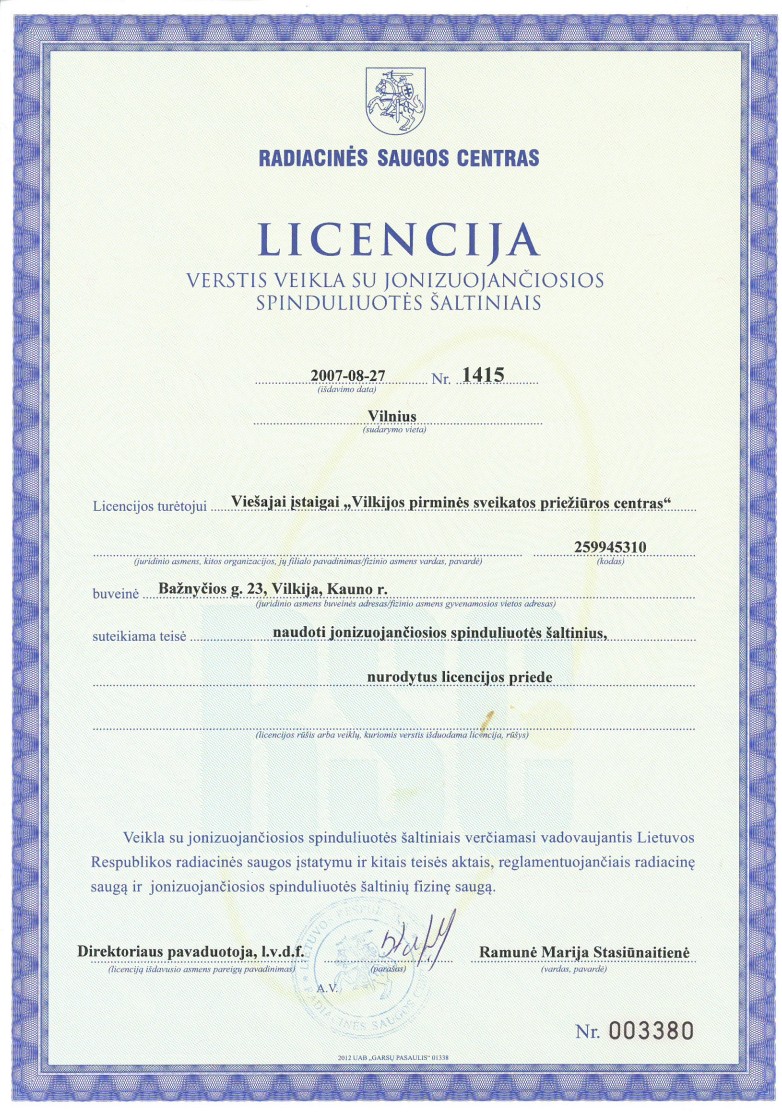 RADIACINĖS SAUGOS CENTRAS
LICENCIJA
VERSTIS VEIKLA SU JONIZUOJANČIOSIOS
SPINDULIUOTĖS ŠALTINIAIS
2007-08-27 Nr. 1415
(išdavimo data)
Vilnius
(sudarymo vieta)
Licencijos turėtojui Viešajai įstaigai „Vilkijos pirminės sveikatos priežiūros centras“
259945310
(juridinio asmens, kitos organizacijos, jų filialo pavadinimas/fizinio asmens vardas, pavardė) (kodas)
buveinė Bažnyčios g. 23, Vilkija, Kauno r.
(juridinio asmens buveinės adresas/fizinio asmens gyvenamosios vietos adresas)
suteikiama teisė naudoti jonizuojančiosios spinduliuotės šaltinius,
nurodytus licencijos priede
(licencijos rūšis arba veiklų, kuriomis verstis išduodama licencija, rūšys)
RSC
Veikla su jonizuojančiosios spinduliuotės šaltiniais verčiamasi vadovaujantis Lietuvos
Respublikos radiacinės saugos įstatymu ir kitais teisės aktais, reglamentuojančiais radiacinę
saugą ir jonizuojančiosios spinduliuotės šaltinių fizinę saugą.
Direktoriaus pavaduotoja, l.v.d.f. Ramunė Marija Stasiūnaitienė
(licenciją išdavusio asmens pareigų pavadinimas) (parašas) (vardas, pavardė)
A.V.
Nr. 003380
2012 UAB „GARSŲ PASAULIS“ 01338